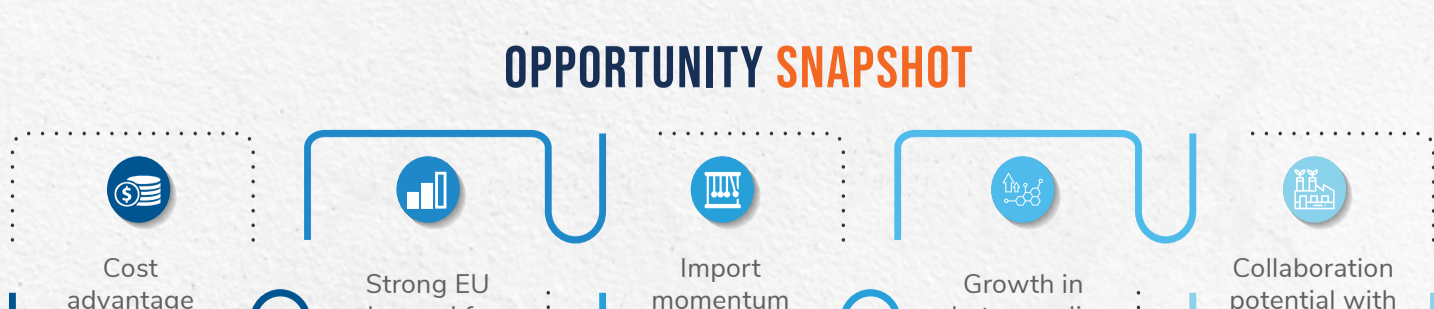 OPPORTUNITY SNAPSHOT
$
Cost
advantage
Strong EU
Import
momentum
Growth in
Collaboration
potential with